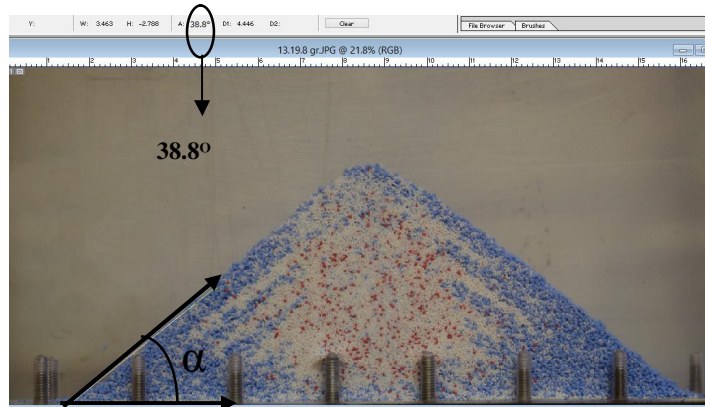 Y: W: 3.463 H: -2.788 A: 38.8° D1: 4.446 D2: Clear File Browser Brushes
13.19.8 gr.JPG @ 21.8% (RGB)
1 2 3 4 5 6 7 8 9 10 11 12 13 14 15 16
38.8°
α